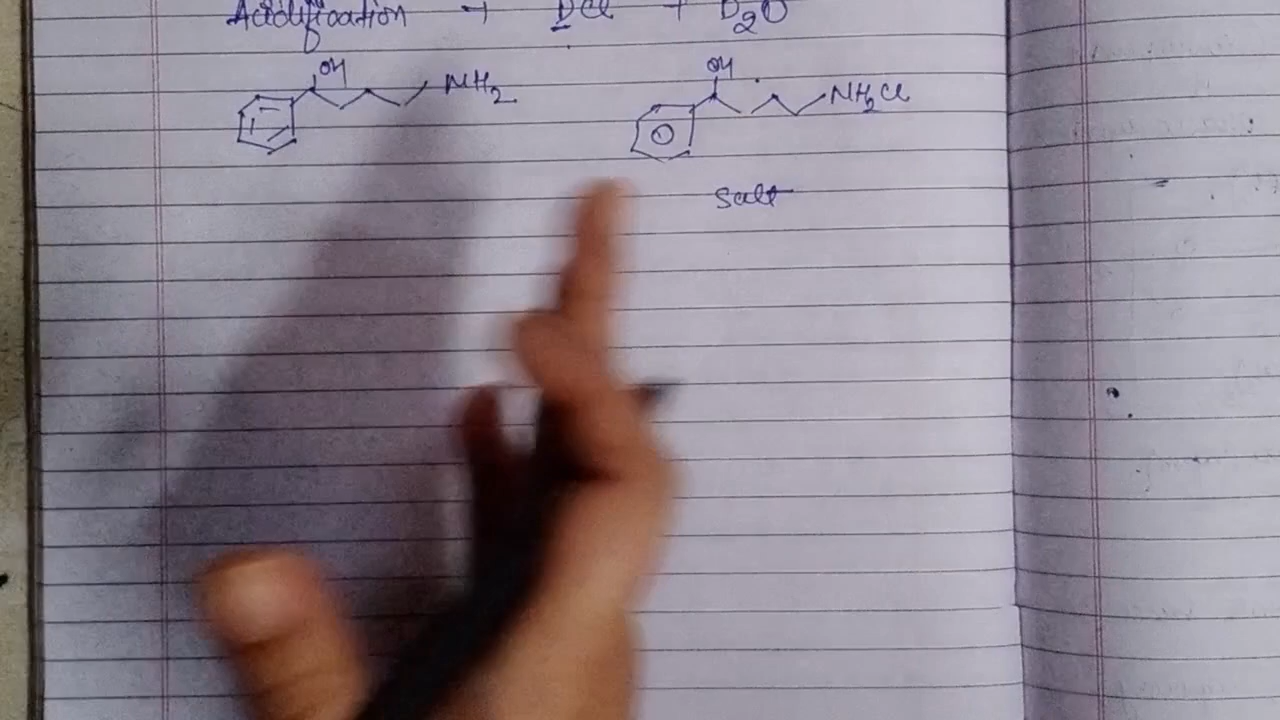 Acidification + DCl + D2O
OH NH2 OH NH2Cl
Salt